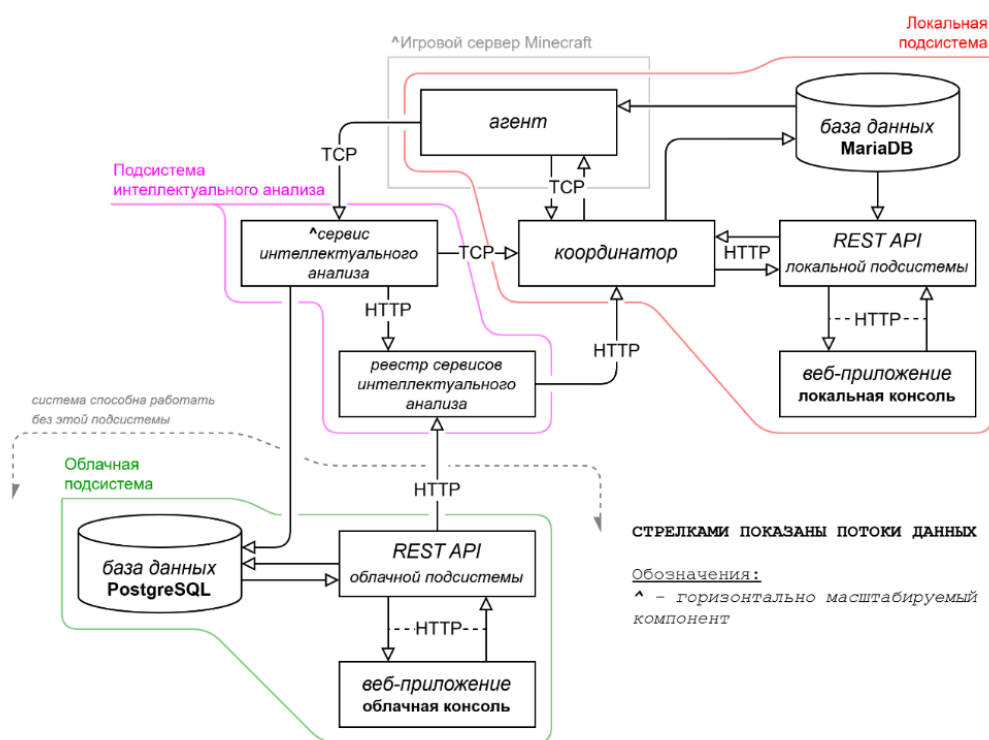 Локальная
подсистема
^Игровой сервер Minecraft
агент
база данных
MariaDB
TCP
TCP
Подсистема
интеллектуального анализа
^сервис
интеллектуального
анализа
TCP
координатор
HTTP
REST API
локальной подсистемы
HTTP
HTTP
HTTP
реестр сервисов
интеллектуального
анализа
веб-приложение
локальная консоль
система способна работать
без этой подсистемы
Облачная
подсистема
HTTP
база данных
PostgreSQL
REST API
облачной подсистемы
HTTP
веб-приложение
облачная консоль
СТРЕЛКАМИ ПОКАЗАНЫ ПОТОКИ ДАННЫХ
Обозначения:
^ - горизонтально масштабируемый
компонент